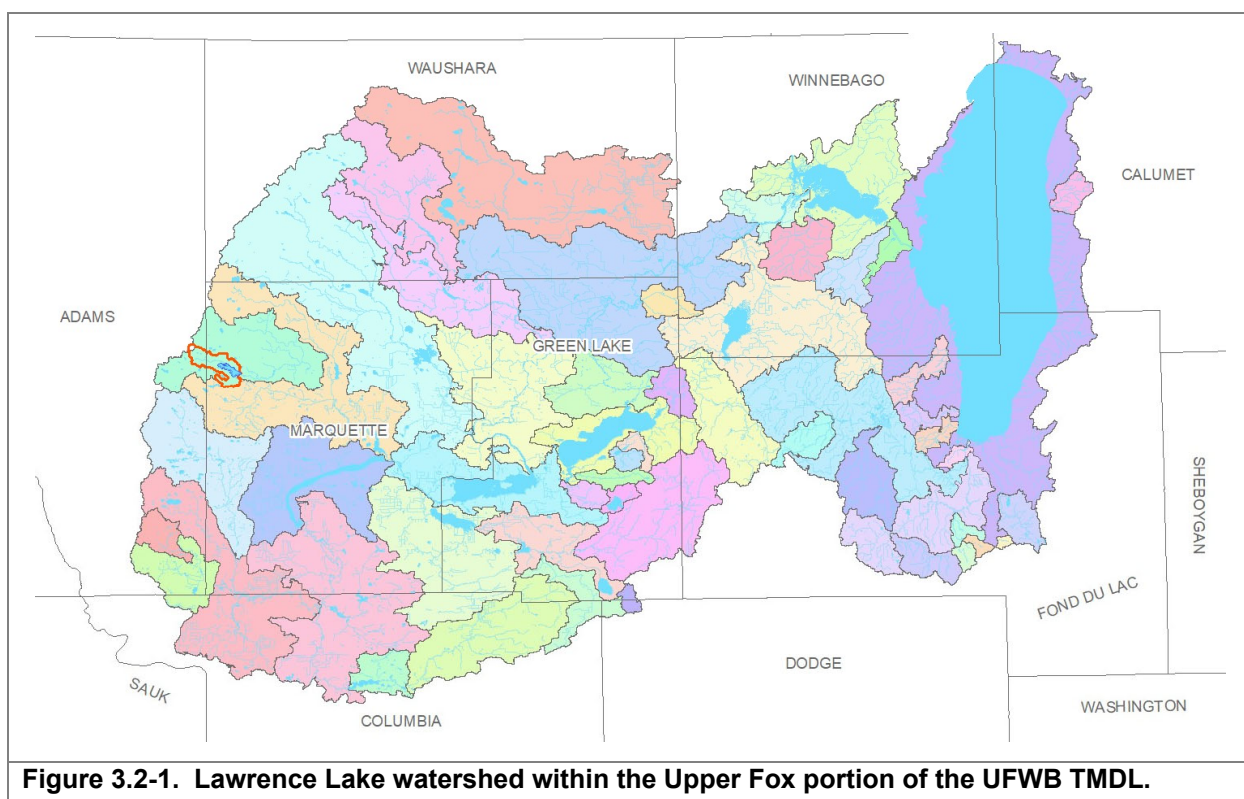 WAUSHARA
WINNEBAGO
CALUMET
ADAMS
GREEN LAKE
MARQUETTE
SHEBOYGAN
FOND DU LAC
DODGE
SAUK
COLUMBIA
WASHINGTON
Figure 3.2-1. Lawrence Lake watershed within the Upper Fox portion of the UFWB TMDL.